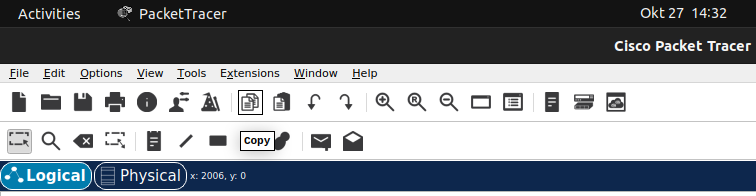 Activities PacketTracer Okt 27 14:32
Cisco Packet Tracer
File Edit Options View Tools Extensions Window Help
R
Copy
Logical Physical x: 2006, y: 0